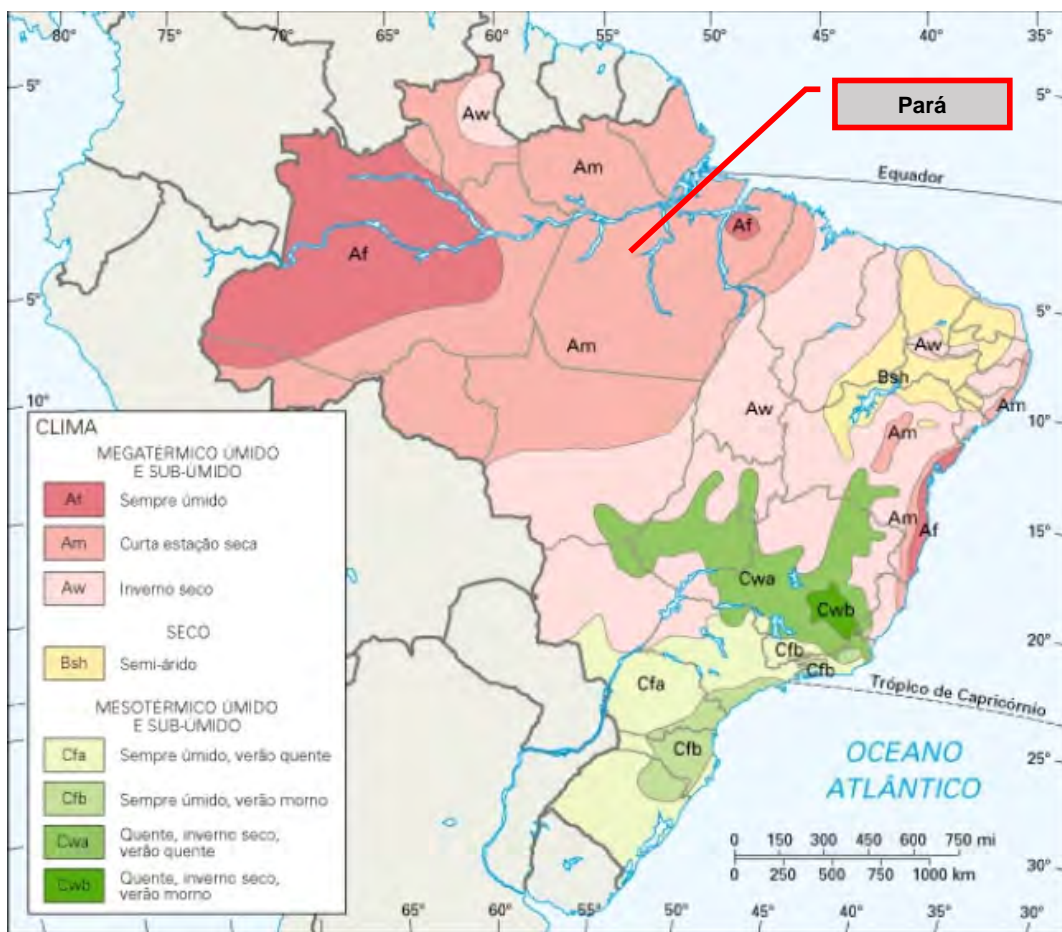 80° 75° 70° 65° 60° 55° 50° 45° 40° 35°
5°
5°
Pará
Aw
Am
Equador
Af
Af
5°
5°
Am
Aw
Bsh
Aw
Am
10°
10°
Am
CLIMA
MEGATÉRMICO ÚMIDO
E SUB-ÚMIDO
Af Sempre úmido
Am Curta estação seca
Aw Inverno seco
SECO
Bsh Semi-árido
MESOTÉRMICO ÚMIDO
E SUB-ÚMIDO
Cfa Sempre úmido, verão quente
Cfb Sempre úmido, verão morno
Cwa Quente, inverno seco,
verão quente
Cwb Quente, inverno seco,
verão morno
Am
Af
15°
Cwa
Cwb
Cfb
Cfb
20°
Cfa
Trópico de Capricórnio
Cfb
25°
OCEANO
ATLÂNTICO
0 150 300 450 600 750 mi
0 250 500 750 1000 km
30°
65° 60° 55° 50° 45° 40° 35° 30°